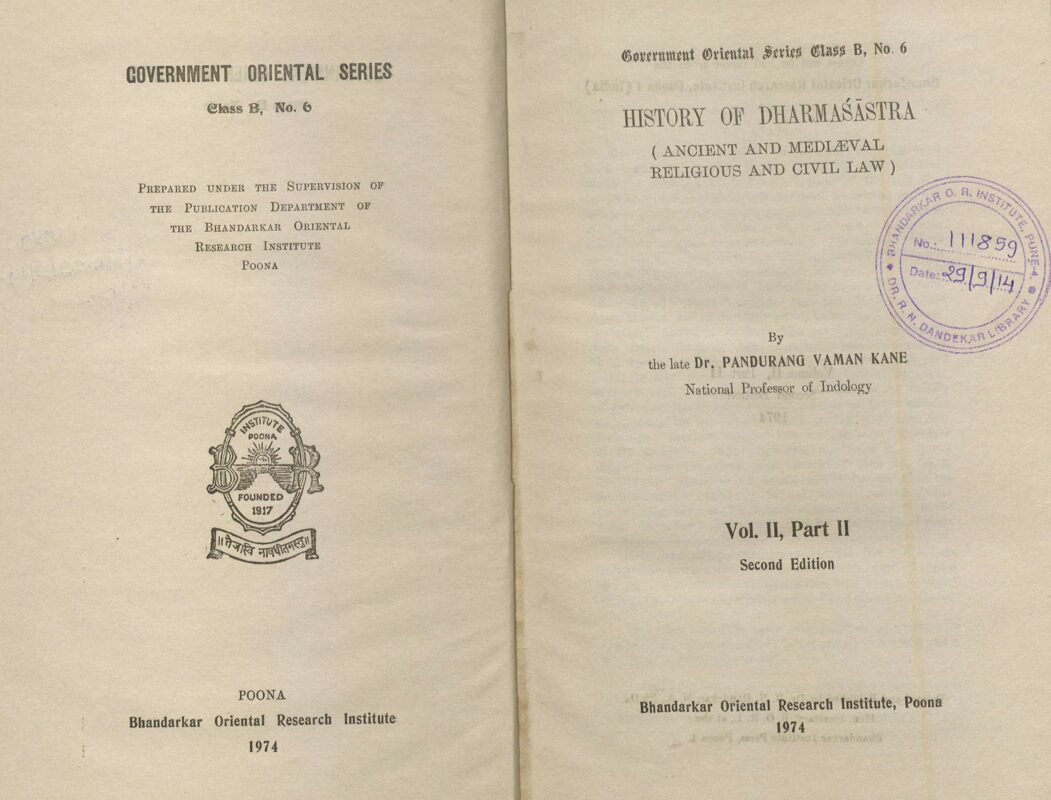 GOVERNMENT ORIENTAL SERIES
Class B, No. 6
PREPARED UNDER THE SUPERVISION OF
THE PUBLICATION DEPARTMENT OF
THE BHANDARKAR ORIENTAL
RESEARCH INSTITUTE
POONA
INSTITUTE
POONA
B R
FOUNDED
1917
॥ तेजस्वि नावधीतमस्तु ॥
POONA
Bhandarkar Oriental Research Institute
1974
Government Oriental Series Class B, No. 6
HISTORY OF DHARMAŚĀSTRA
( ANCIENT AND MEDIÆVAL
RELIGIOUS AND CIVIL LAW )
BHANDARKAR O. R. INSTITUTE, PUNE-4.
No.: 111859
Date: 29/9/14
DR. R. N. DANDEKAR LIBRARY
By
the late Dr. PANDURANG VAMAN KANE
National Professor of Indology
Vol. II, Part II
Second Edition
Bhandarkar Oriental Research Institute, Poona
1974